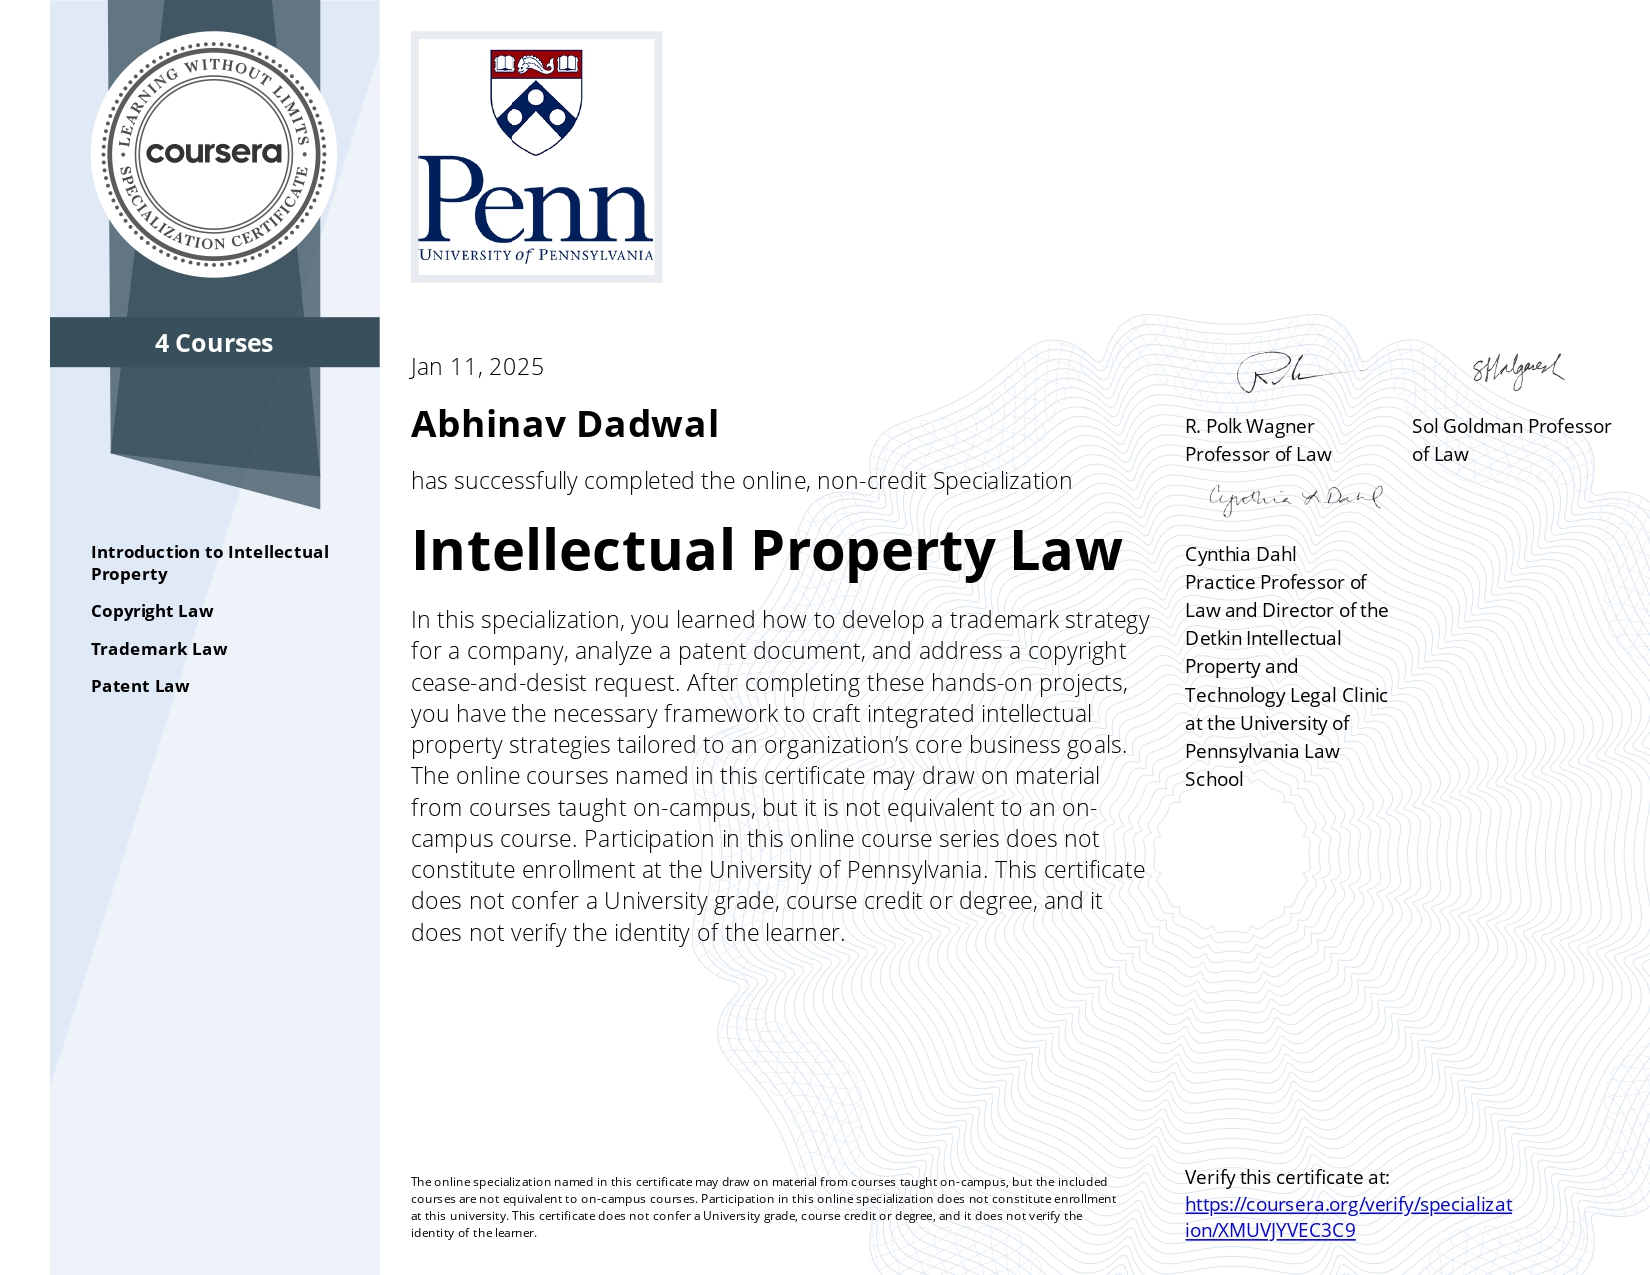 LEARNING WITHOUT LIMITS
coursera
SPECIALIZATION CERTIFICATE
4 Courses
Introduction to Intellectual
Property
Copyright Law
Trademark Law
Patent Law
Penn
UNIVERSITY of PENNSYLVANIA
Jan 11, 2025
Abhinav Dadwal
has successfully completed the online, non-credit Specialization
Intellectual Property Law
In this specialization, you learned how to develop a trademark strategy
for a company, analyze a patent document, and address a copyright
cease-and-desist request. After completing these hands-on projects,
you have the necessary framework to craft integrated intellectual
property strategies tailored to an organization’s core business goals.
The online courses named in this certificate may draw on material
from courses taught on-campus, but it is not equivalent to an on-
campus course. Participation in this online course series does not
constitute enrollment at the University of Pennsylvania. This certificate
does not confer a University grade, course credit or degree, and it
does not verify the identity of the learner.
R. Polk Wagner
Professor of Law
Sol Goldman Professor
of Law
Cynthia L Dahl
Cynthia Dahl
Practice Professor of
Law and Director of the
Detkin Intellectual
Property and
Technology Legal Clinic
at the University of
Pennsylvania Law
School
The online specialization named in this certificate may draw on material from courses taught on-campus, but the included
courses are not equivalent to on-campus courses. Participation in this online specialization does not constitute enrollment
at this university. This certificate does not confer a University grade, course credit or degree, and it does not verify the
identity of the learner.
Verify this certificate at:
https://coursera.org/verify/specializat
ion/XMUVJYVEC3C9